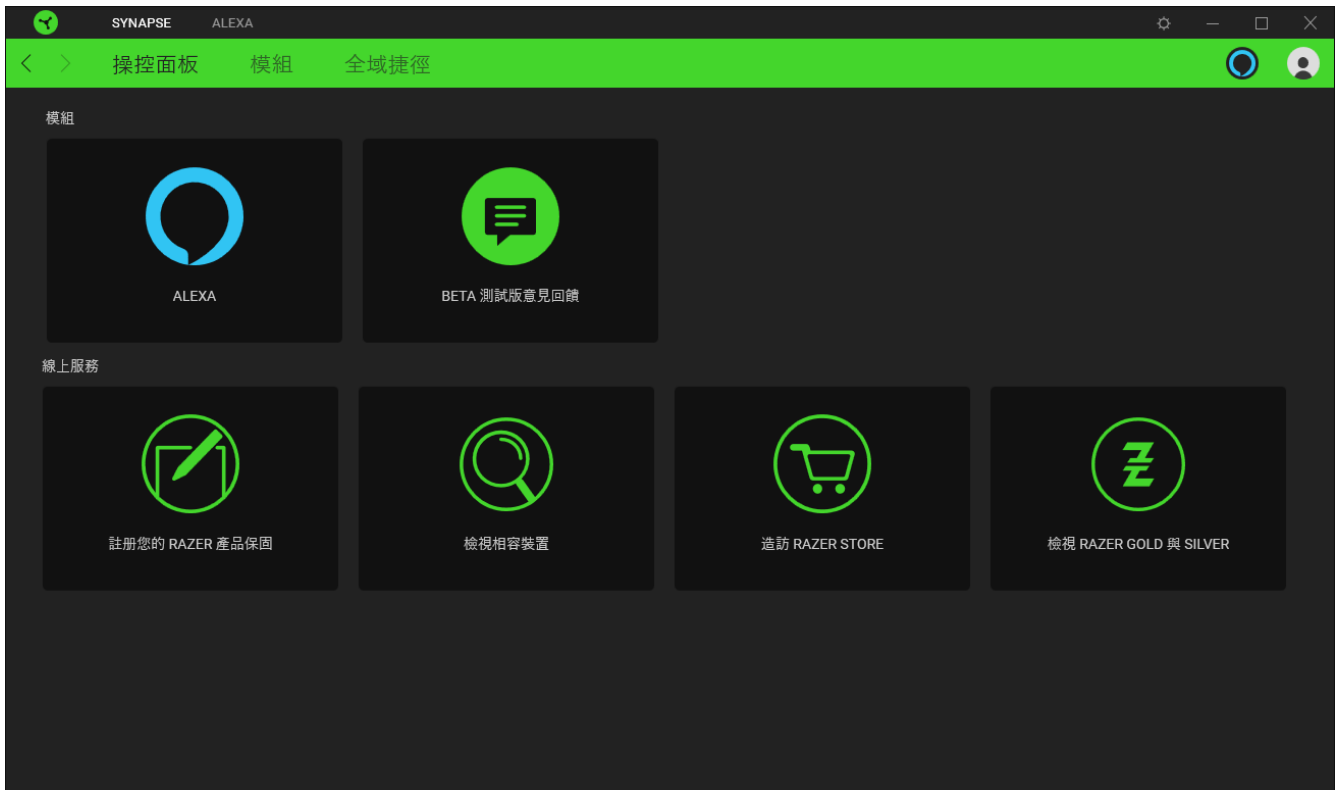 SYNAPSE ALEXA
操控面板 模組 全域捷徑
模組
ALEXA BETA 測試版意見回饋
線上服務
註册您的 RAZER 產品保固 檢視相容裝置 造訪 RAZER STORE 檢視 RAZER GOLD 與 SILVER